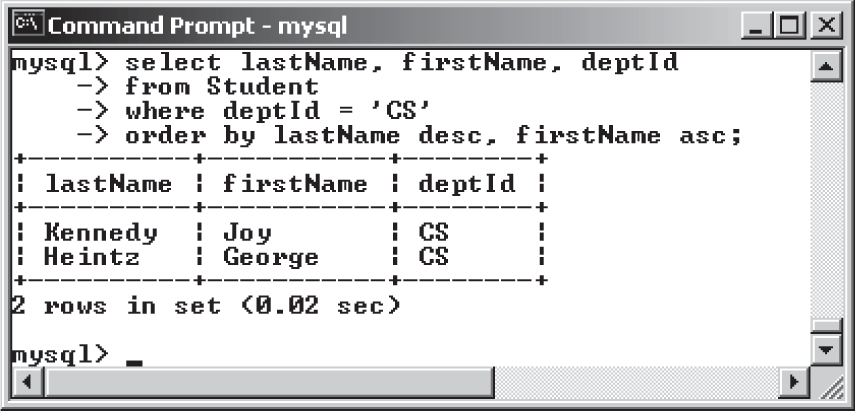 Command Prompt - mysql
mysql> select lastName, firstName, deptId
    -> from Student
    -> where deptId = 'CS'
    -> order by lastName desc, firstName asc;
+----------+-----------+--------+
| lastName | firstName | deptId |
+----------+-----------+--------+
| Kennedy  | Joy       | CS     |
| Heintz   | George    | CS     |
+----------+-----------+--------+
2 rows in set (0.02 sec)
mysql> _